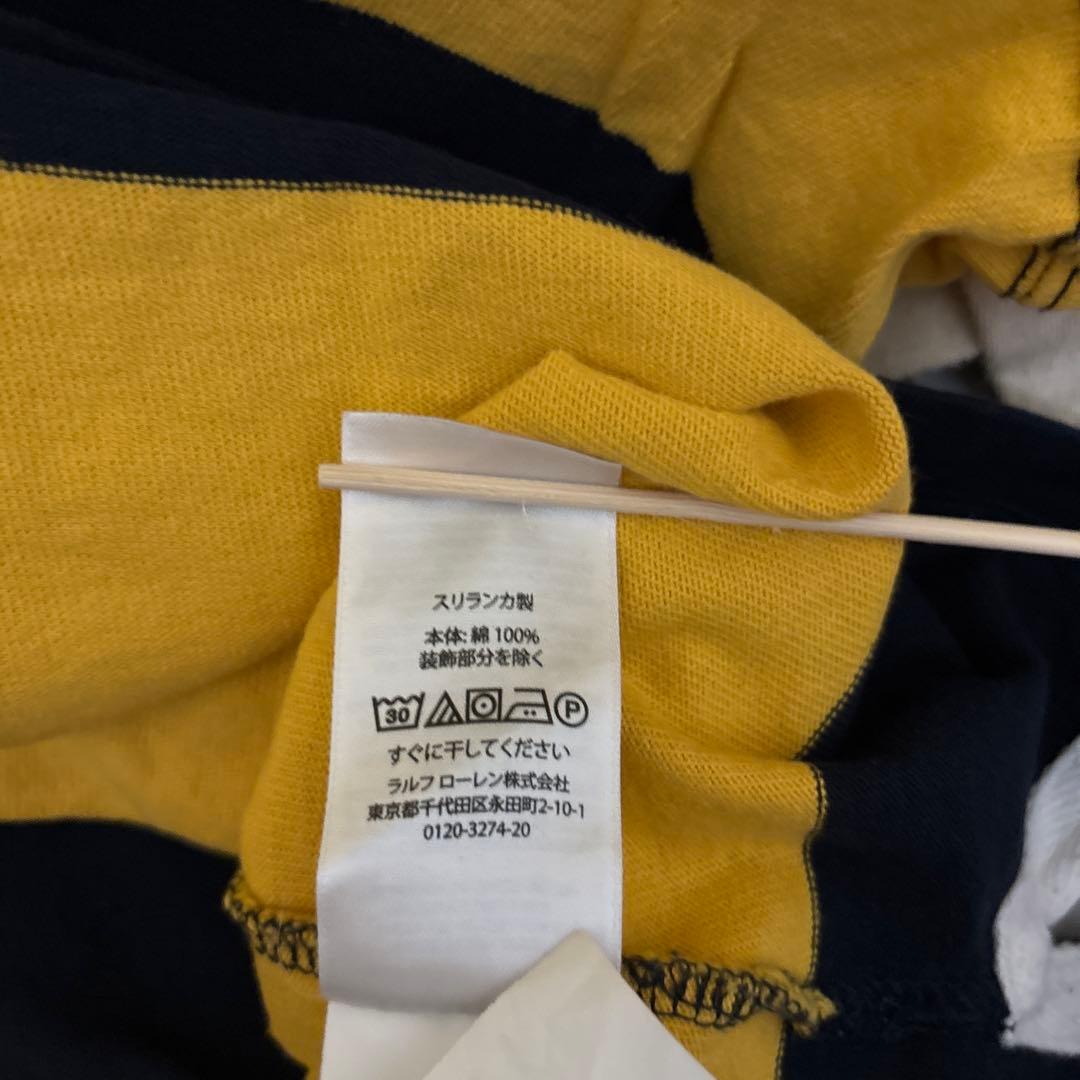 スリランカ製
本体: 綿 100%
装飾部分を除く
30 P
すぐに干してください
ラルフ ローレン株式会社
東京都千代田区永田町2-10-1
0120-3274-20